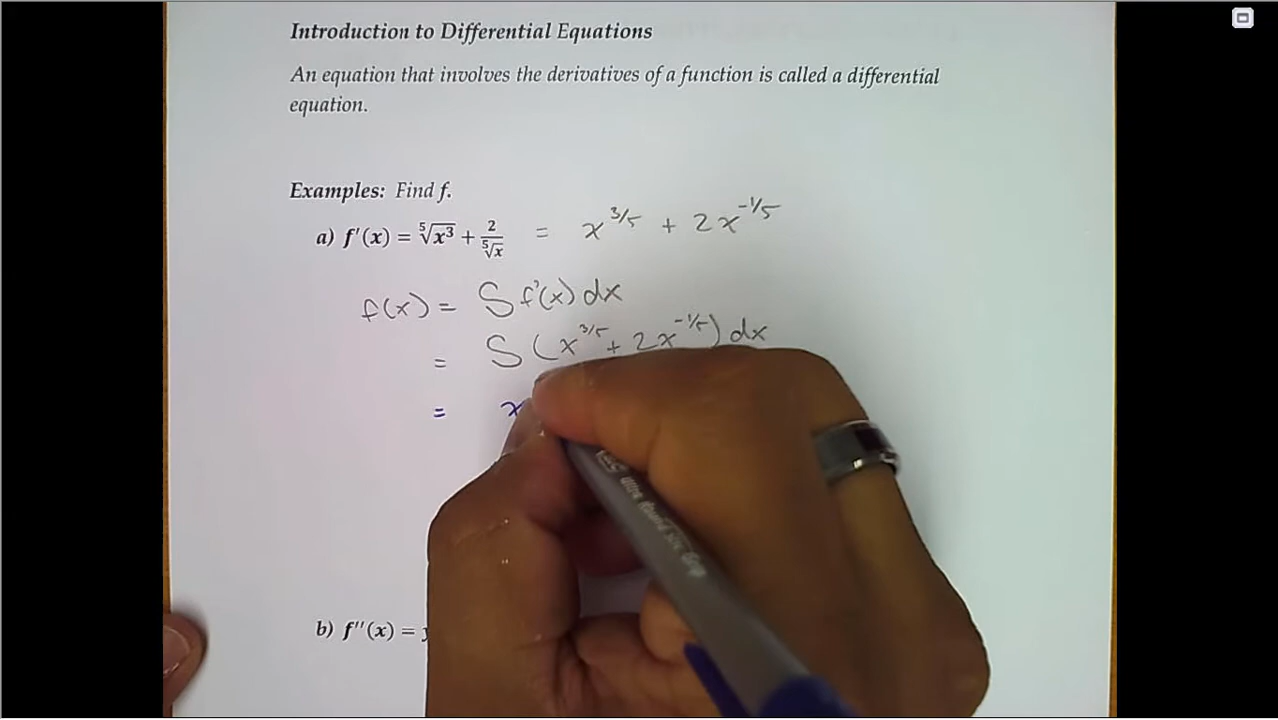 Introduction to Differential Equations
An equation that involves the derivatives of a function is called a differential
equation.
Examples: Find f.
a) f'(x) = ⁵√x³ + 2/⁵√x = x^3/5 + 2x^-1/5
f(x) = ∫ f'(x) dx
= ∫ (x^3/5 + 2x^-1/5) dx
= x
b) f''(x) =